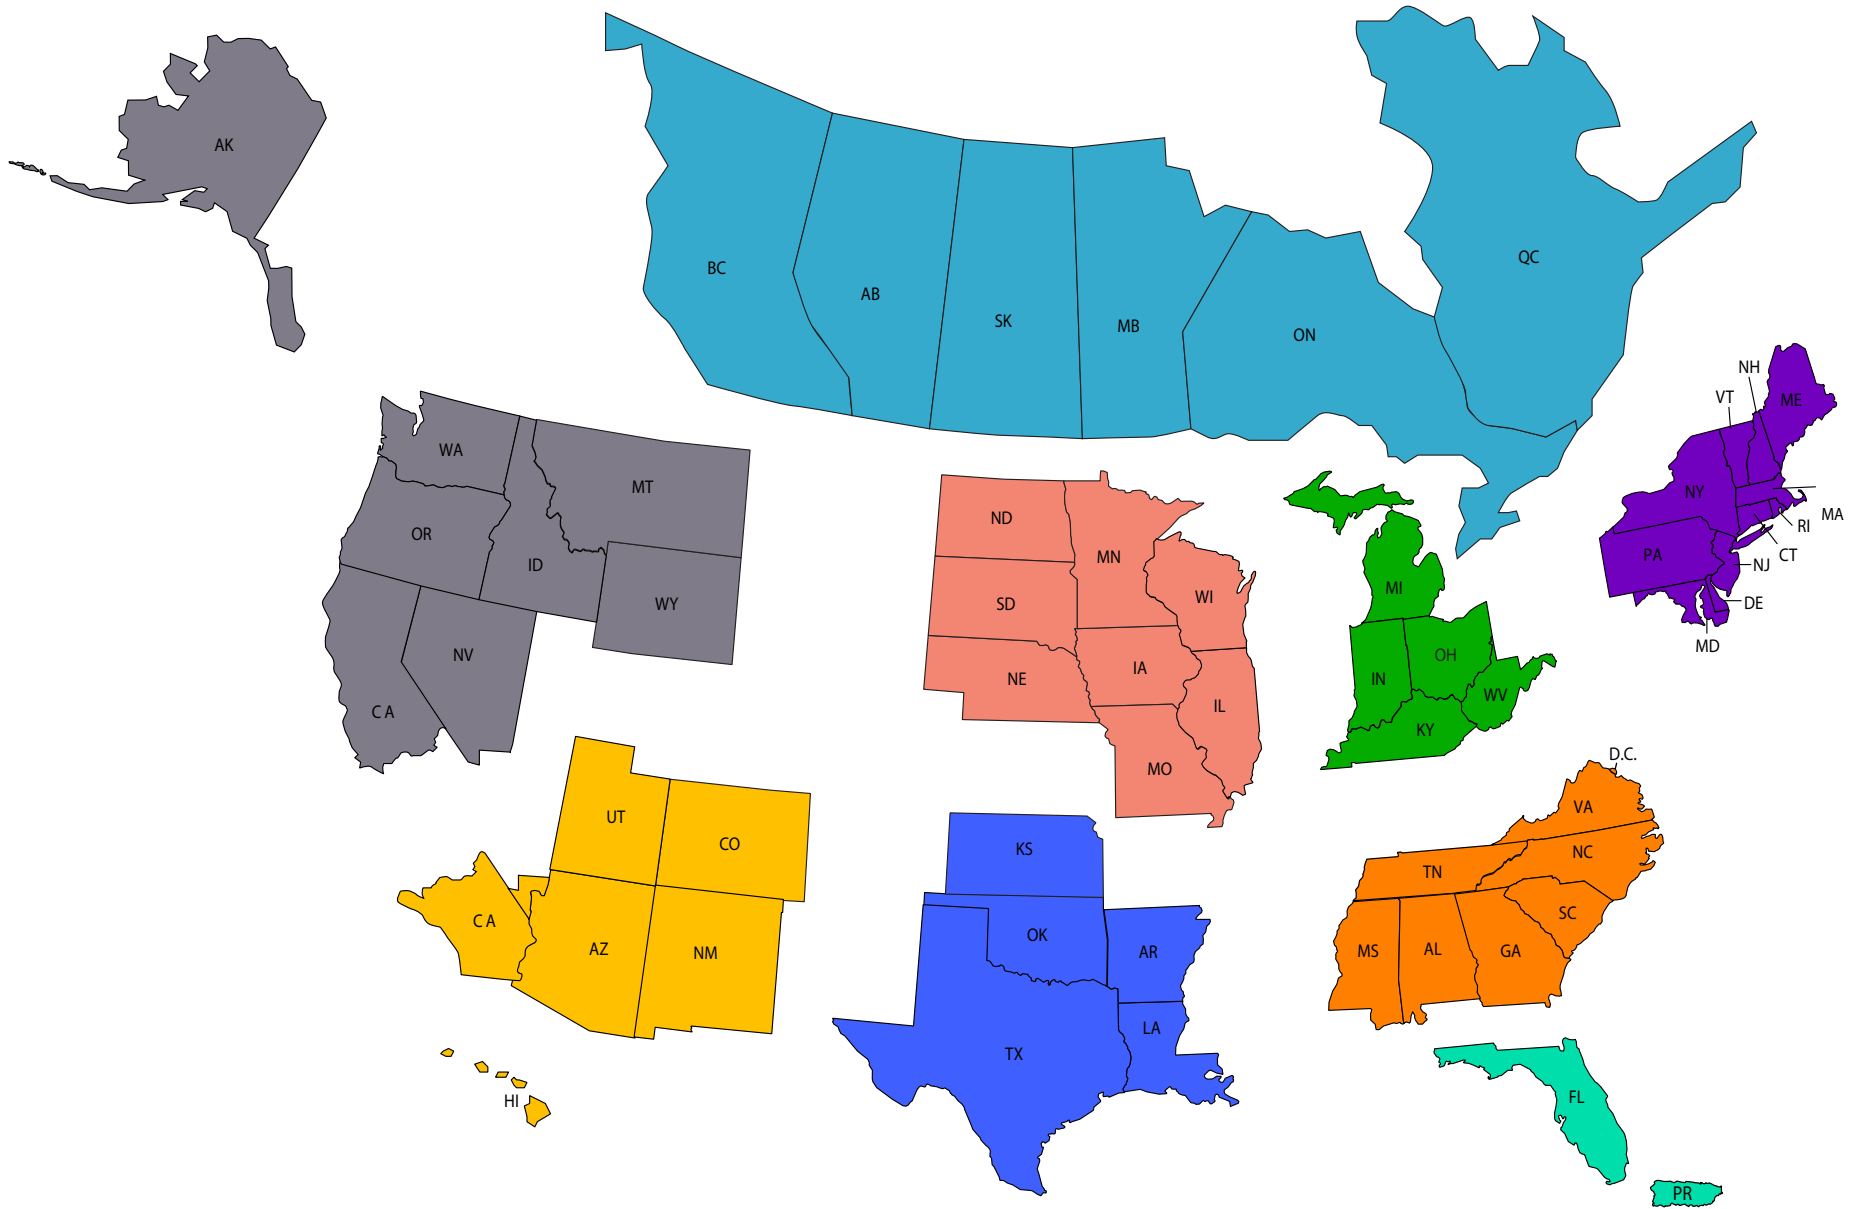 AK
BC
AB
SK
MB
ON
QC
NH
VT
ME
WA
MT
OR
ID
WY
NV
CA
ND
MN
SD
WI
NE
IA
IL
MO
MI
OH
IN
WV
KY
NY
MA
RI
PA
CT
NJ
DE
MD
UT
CO
CA
AZ
NM
HI
KS
OK
AR
LA
TX
D.C.
VA
NC
TN
SC
MS
AL
GA
FL
PR